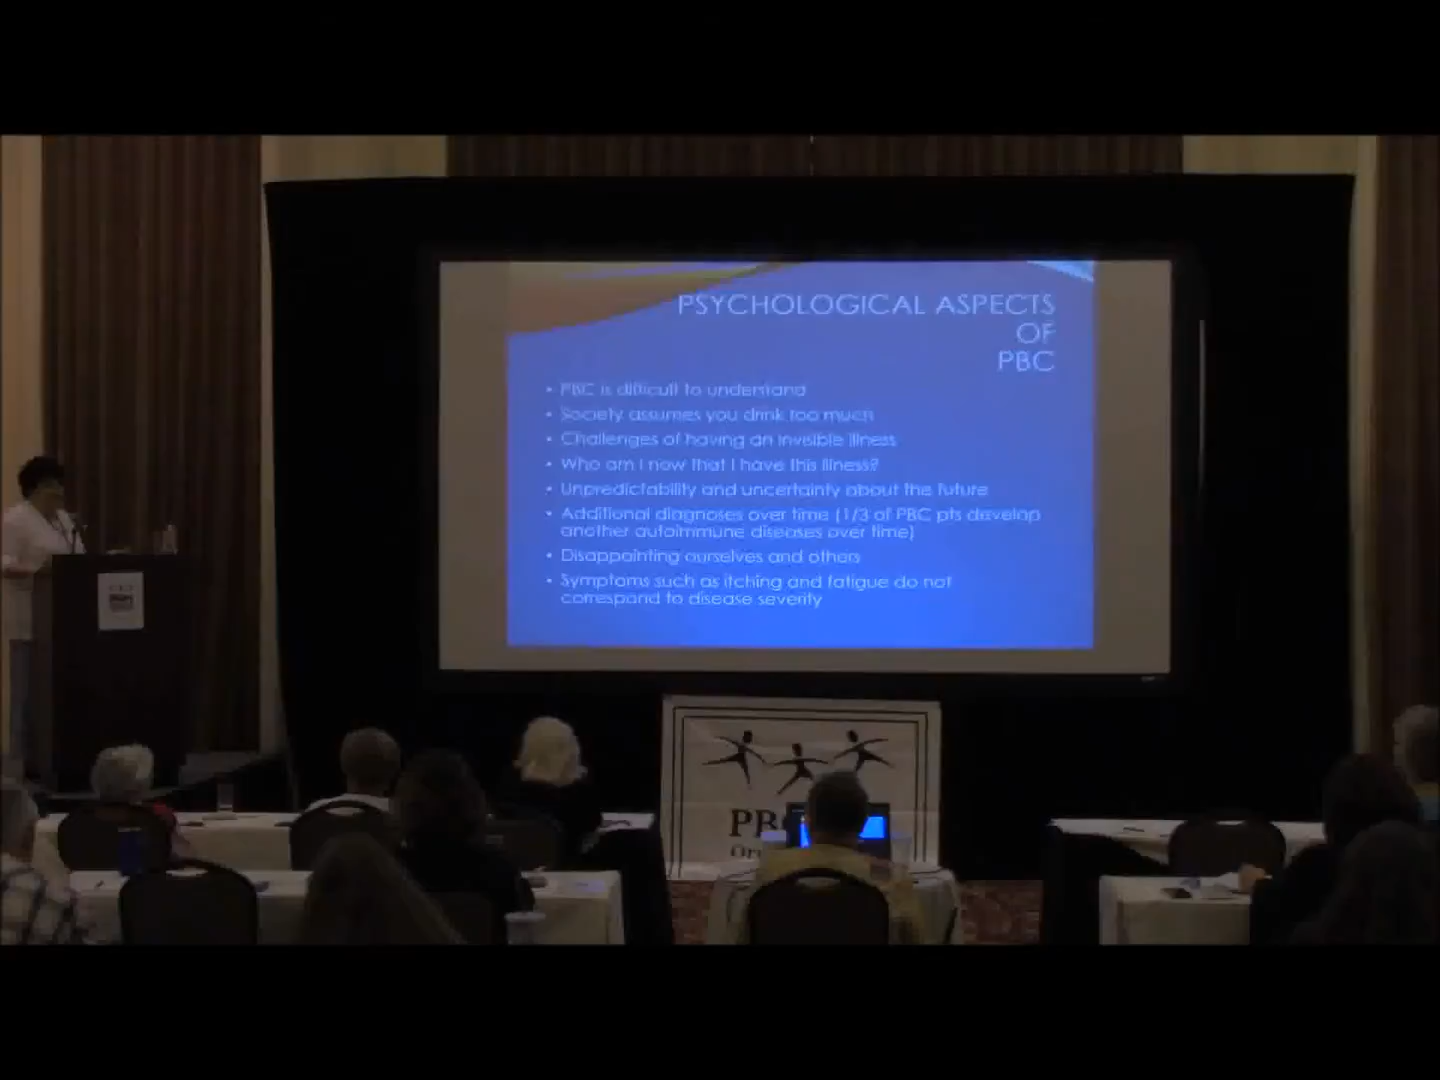 PSYCHOLOGICAL ASPECTS
OF
PBC
• PBC is difficult to understand
• Society assumes you drink too much
• Challenges of having an invisible illness
• Who am I now that I have this illness?
• Unpredictability and uncertainty about the future
• Additional diagnoses over time (1/3 of PBC pts develop
another autoimmune diseases over time)
• Disappointing ourselves and others
• Symptoms such as itching and fatigue do not
correspond to disease severity